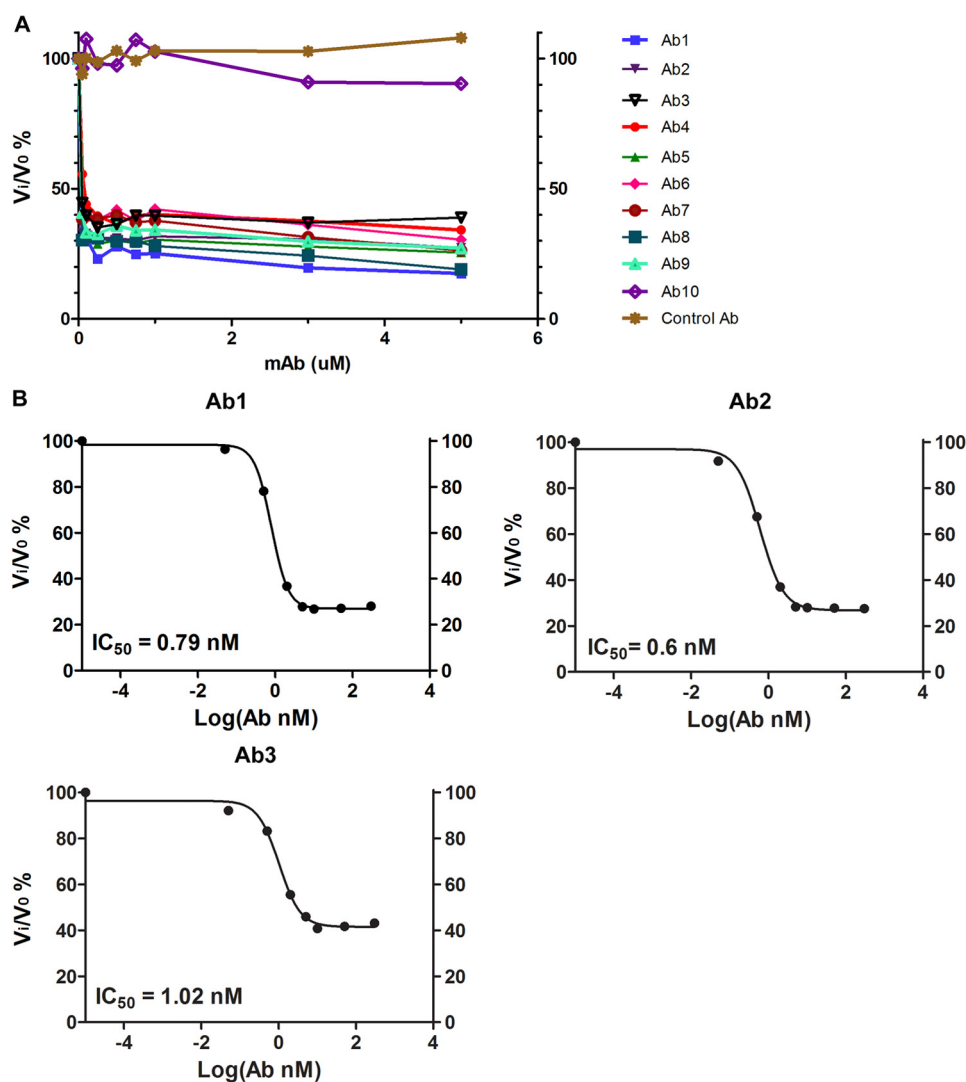 A
Vi/V0 %
100
50
0
100
50
0
0
2
4
6
mAb (uM)
Ab1
Ab2
Ab3
Ab4
Ab5
Ab6
Ab7
Ab8
Ab9
Ab10
Control Ab
B
Ab1
Vi/V0 %
100
80
60
40
20
0
100
80
60
40
20
0
IC50 = 0.79 nM
-4
-2
0
2
4
Log(Ab nM)
Ab2
Vi/V0 %
100
80
60
40
20
0
100
80
60
40
20
0
IC50= 0.6 nM
-4
-2
0
2
4
Log(Ab nM)
Ab3
Vi/V0 %
100
80
60
40
20
0
100
80
60
40
20
0
IC50 = 1.02 nM
-4
-2
0
2
4
Log(Ab nM)